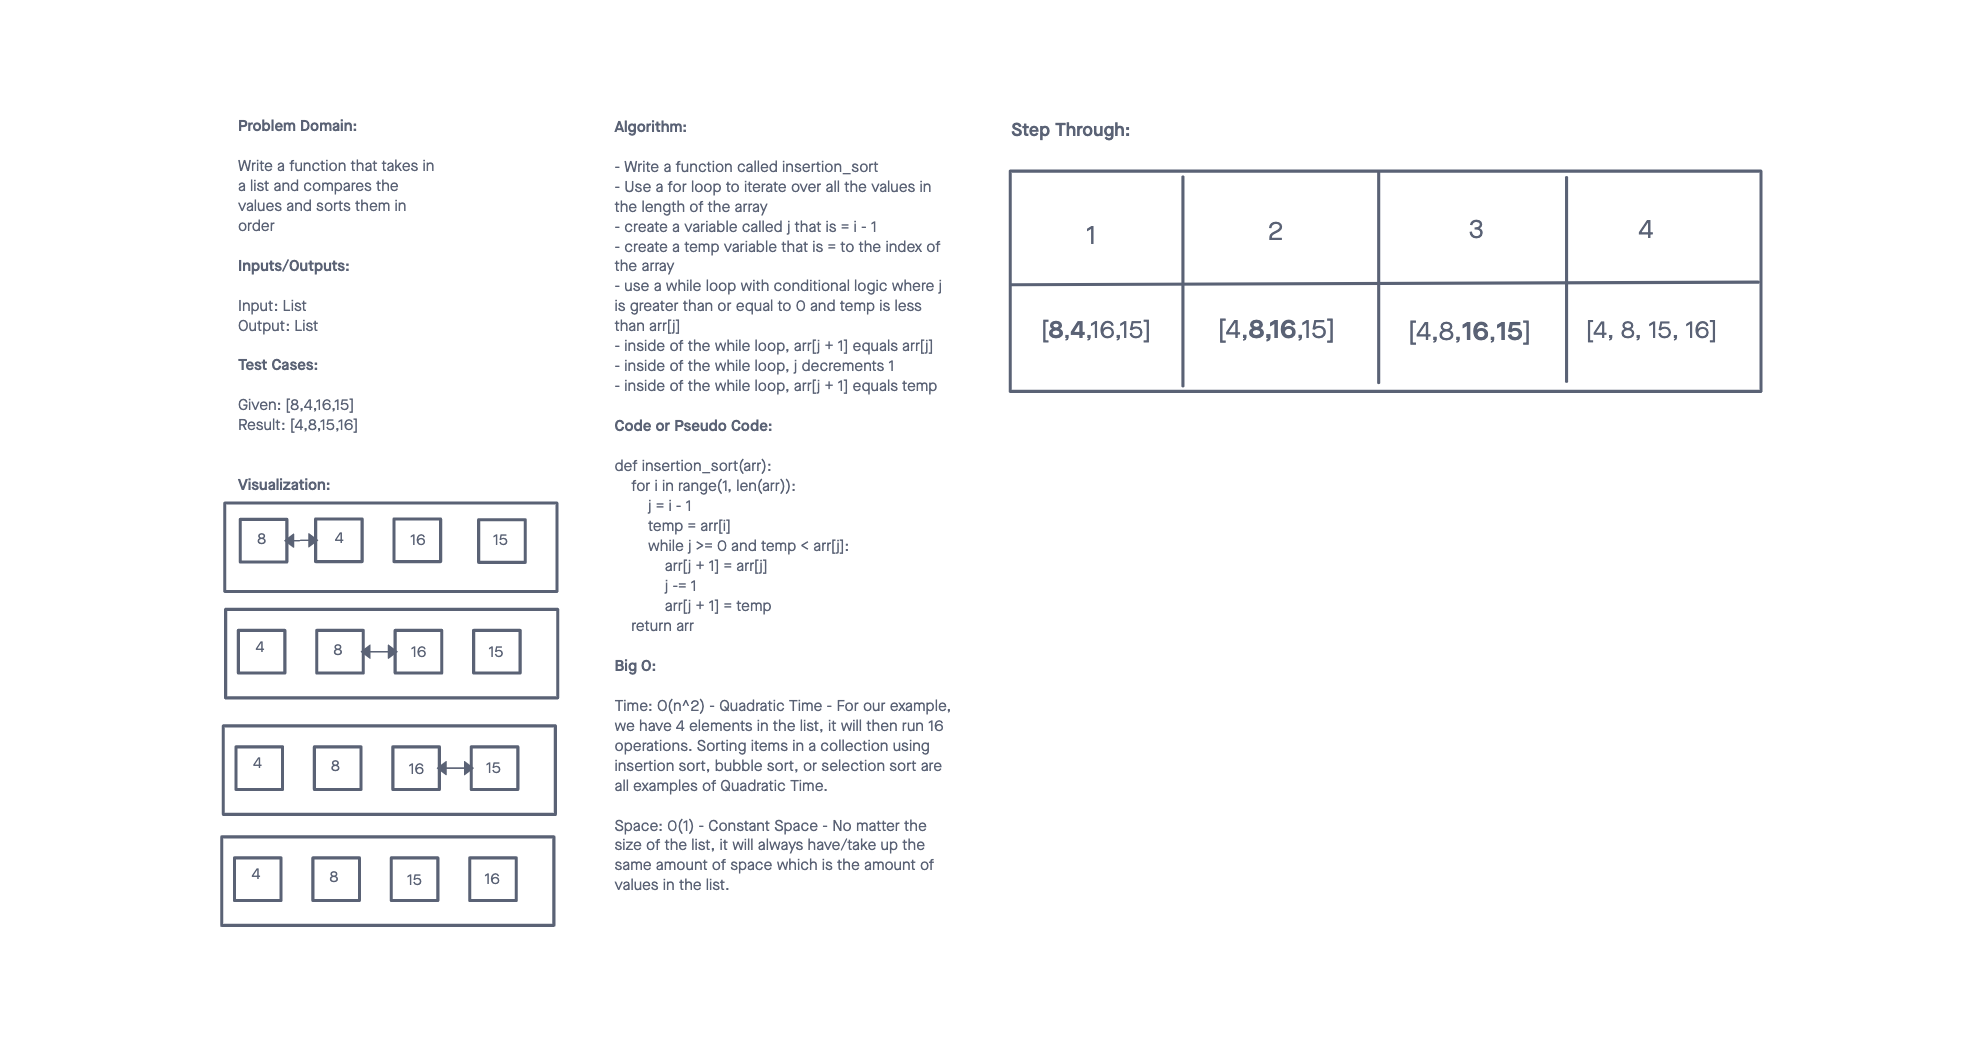 Problem Domain:
Write a function that takes in
a list and compares the
values and sorts them in
order
Inputs/Outputs:
Input: List
Output: List
Test Cases:
Given: [8,4,16,15]
Result: [4,8,15,16]
Visualization:
8 4 16 15
4 8 16 15
4 8 16 15
4 8 15 16
Algorithm:
- Write a function called insertion_sort
- Use a for loop to iterate over all the values in
the length of the array
- create a variable called j that is = i - 1
- create a temp variable that is = to the index of
the array
- use a while loop with conditional logic where j
is greater than or equal to 0 and temp is less
than arr[j]
- inside of the while loop, arr[j + 1] equals arr[j]
- inside of the while loop, j decrements 1
- inside of the while loop, arr[j + 1] equals temp
Code or Pseudo Code:
def insertion_sort(arr):
    for i in range(1, len(arr)):
        j = i - 1
        temp = arr[i]
        while j >= 0 and temp < arr[j]:
            arr[j + 1] = arr[j]
            j -= 1
            arr[j + 1] = temp
    return arr
Big O:
Time: O(n^2) - Quadratic Time - For our example,
we have 4 elements in the list, it will then run 16
operations. Sorting items in a collection using
insertion sort, bubble sort, or selection sort are
all examples of Quadratic Time.
Space: O(1) - Constant Space - No matter the
size of the list, it will always have/take up the
same amount of space which is the amount of
values in the list.
Step Through:
1 2 3 4
[8,4,16,15] [4,8,16,15] [4,8,16,15] [4, 8, 15, 16]